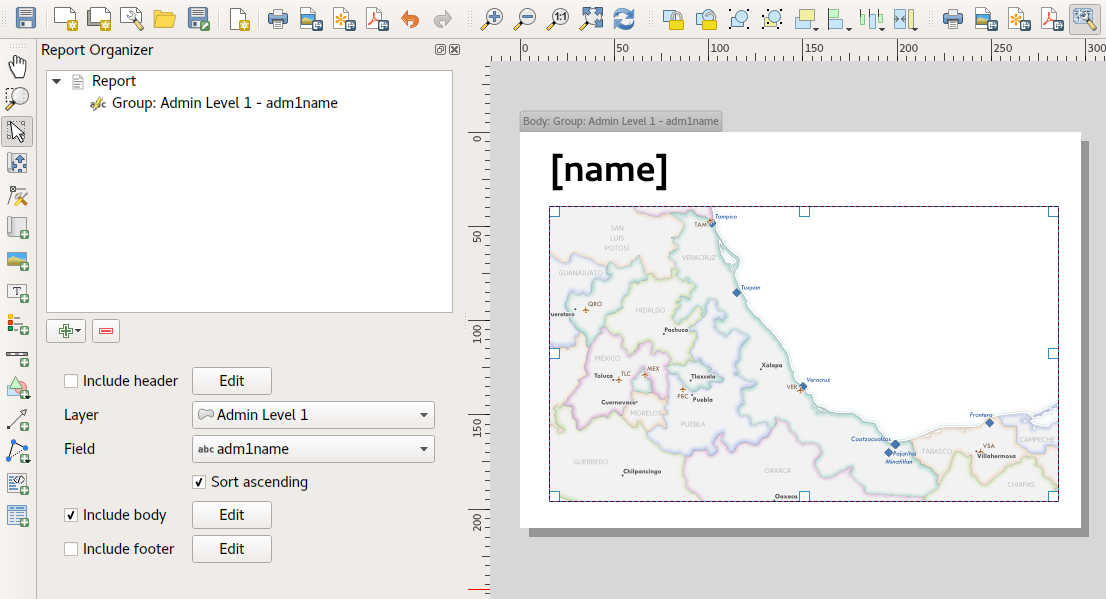 Report Organizer
Report
Group: Admin Level 1 - adm1name
Include header
Edit
Layer
Admin Level 1
Field
abc adm1name
Sort ascending
Include body
Edit
Include footer
Edit
1:1
0 50 100 150 200 250 300
0
50
100
150
200
Body: Group: Admin Level 1 - adm1name
[name]
Tampico
TAM
SAN
LUIS
POTOSÍ
VERACRUZ
GUANAJUATO
Tuxpan
QRO
ueretaro
HIDALGO
Pachuca
MÉXICO
Xalapa
Toluca
TLC
MEX
Tlaxcala
VER
Veracruz
PBC
Puebla
Cuernavaca
MORELOS
PUEBLA
Frontera
Coatzacoalcos
CAMPECHE
Pajaritos
Minatitlan
TABASCO
VSA
Villahermosa
GUERRERO
Chilpancingo
OAXACA
CHIAPAS
Oaxaca